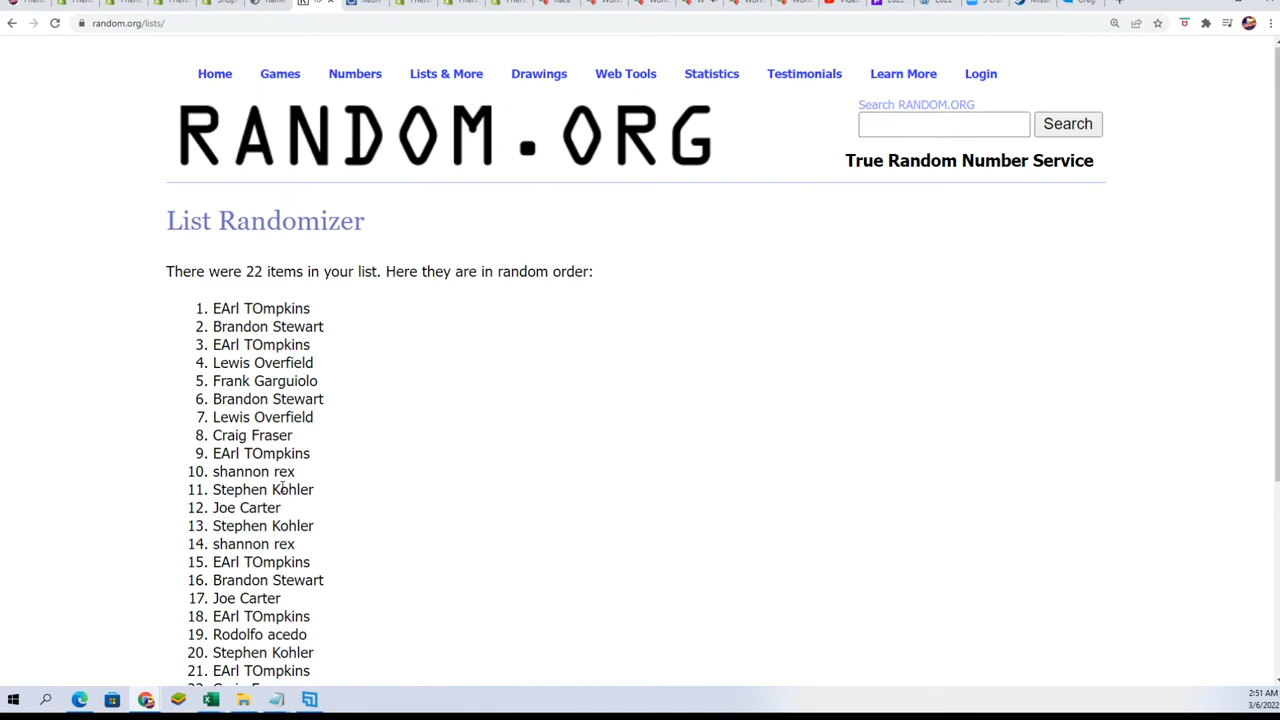 random.org/lists/
Home Games Numbers Lists & More Drawings Web Tools Statistics Testimonials Learn More Login
RANDOM.ORG
Search RANDOM.ORG
Search
True Random Number Service
List Randomizer
There were 22 items in your list. Here they are in random order:
1. EArl TOmpkins
2. Brandon Stewart
3. EArl TOmpkins
4. Lewis Overfield
5. Frank Garguiolo
6. Brandon Stewart
7. Lewis Overfield
8. Craig Fraser
9. EArl TOmpkins
10. shannon rex
11. Stephen Kohler
12. Joe Carter
13. Stephen Kohler
14. shannon rex
15. EArl TOmpkins
16. Brandon Stewart
17. Joe Carter
18. EArl TOmpkins
19. Rodolfo acedo
20. Stephen Kohler
21. EArl TOmpkins
2:51 AM
3/6/2022